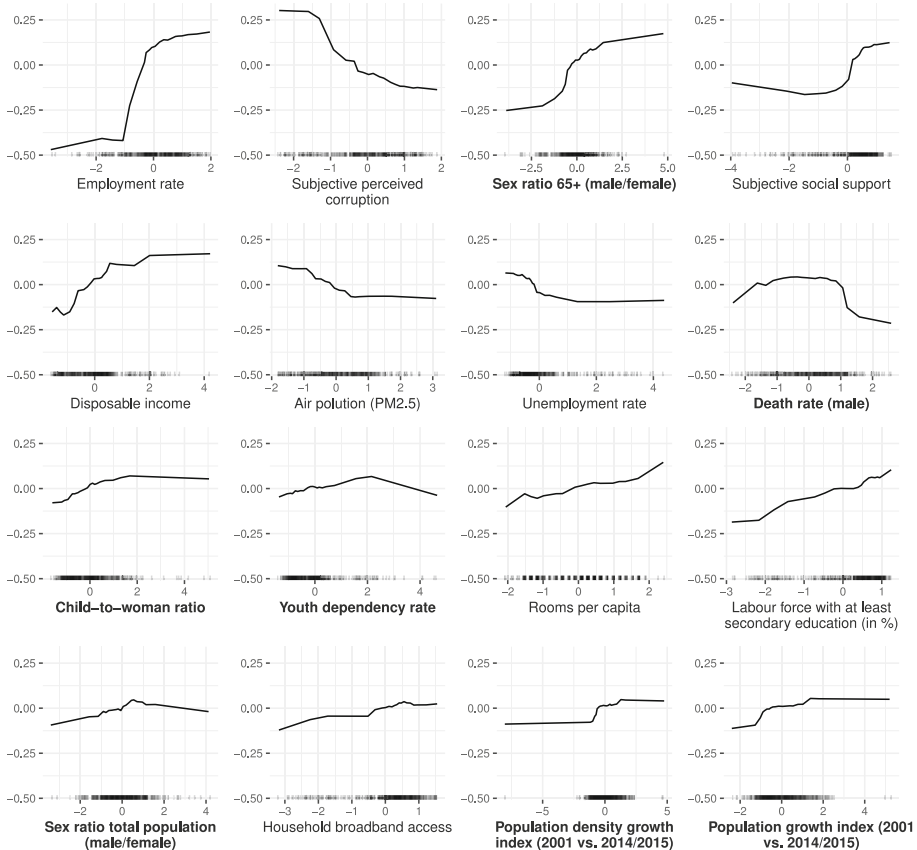 0.25
0.00
−0.25
−0.50
−2 0 2
Employment rate
0.25
0.00
−0.25
−0.50
−2 −1 0 1 2
Subjective perceived
corruption
0.25
0.00
−0.25
−0.50
−2.5 0.0 2.5 5.0
Sex ratio 65+ (male/female)
0.25
0.00
−0.25
−0.50
−4 −2 0
Subjective social support
0.25
0.00
−0.25
−0.50
0 2 4
Disposable income
0.25
0.00
−0.25
−0.50
−2 −1 0 1 2 3
Air polution (PM2.5)
0.25
0.00
−0.25
−0.50
0 2 4
Unemployment rate
0.25
0.00
−0.25
−0.50
−2 −1 0 1 2
Death rate (male)
0.25
0.00
−0.25
−0.50
0 2 4
Child−to−woman ratio
0.25
0.00
−0.25
−0.50
0 2 4
Youth dependency rate
0.25
0.00
−0.25
−0.50
−2 −1 0 1 2
Rooms per capita
0.25
0.00
−0.25
−0.50
−3 −2 −1 0 1
Labour force with at least
secondary education (in %)
0.25
0.00
−0.25
−0.50
−2 0 2 4
Sex ratio total population
(male/female)
0.25
0.00
−0.25
−0.50
−3 −2 −1 0 1
Household broadband access
0.25
0.00
−0.25
−0.50
−5 0 5
Population density growth
index (2001 vs. 2014/2015)
0.25
0.00
−0.25
−0.50
−2 0 2 4
Population growth index (2001
vs. 2014/2015)